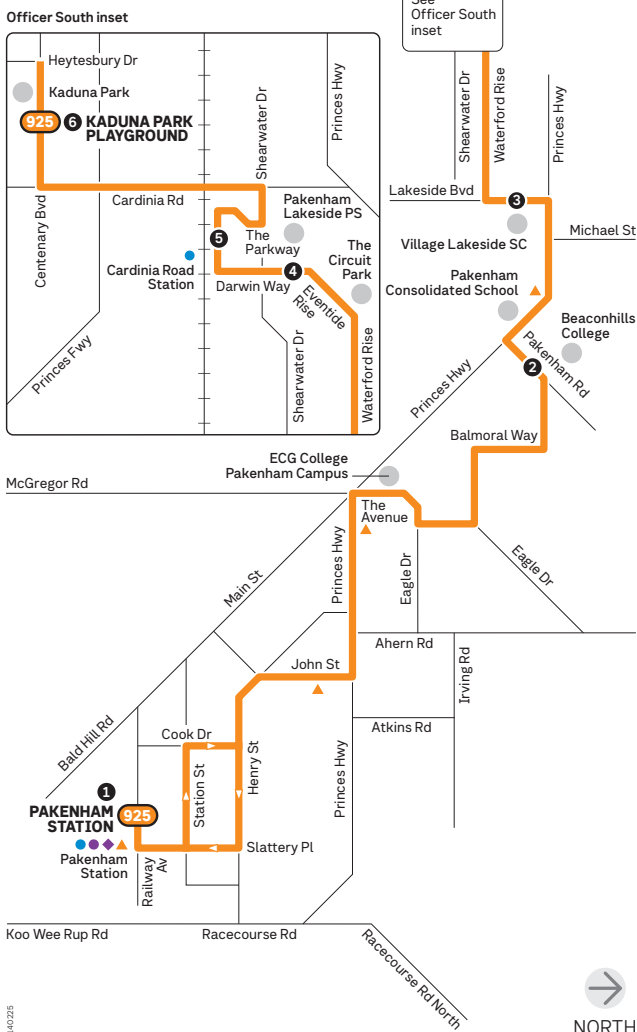 Officer South inset
See
Officer South
inset
Heytesbury Dr
Kaduna Park
925
6
KADUNA PARK
PLAYGROUND
Centenary Bvd
Cardinia Rd
Shearwater Dr
Princes Hwy
Pakenham
Lakeside PS
The
Parkway
5
The
Circuit
Park
Cardinia Road
Station
Darwin Way
4
Eventide
Rise
Princes Fwy
Shearwater Dr
Waterford Rise
Shearwater Dr
Waterford Rise
Princes Hwy
Lakeside Bvd
3
Village Lakeside SC
Michael St
Pakenham
Consolidated School
Beaconhills
College
Pakenham Rd
2
Princes Hwy
Balmoral Way
ECG College
Pakenham Campus
McGregor Rd
The
Avenue
Main St
Princes Hwy
Eagle Dr
Eagle Dr
Ahern Rd
John St
Irving Rd
Atkins Rd
Bald Hill Rd
Cook Dr
Station St
Henry St
Princes Hwy
1
PAKENHAM
STATION
925
Pakenham
Station
Railway
Av
Slattery Pl
Koo Wee Rup Rd
Racecourse Rd
Racecourse Rd North
NORTH